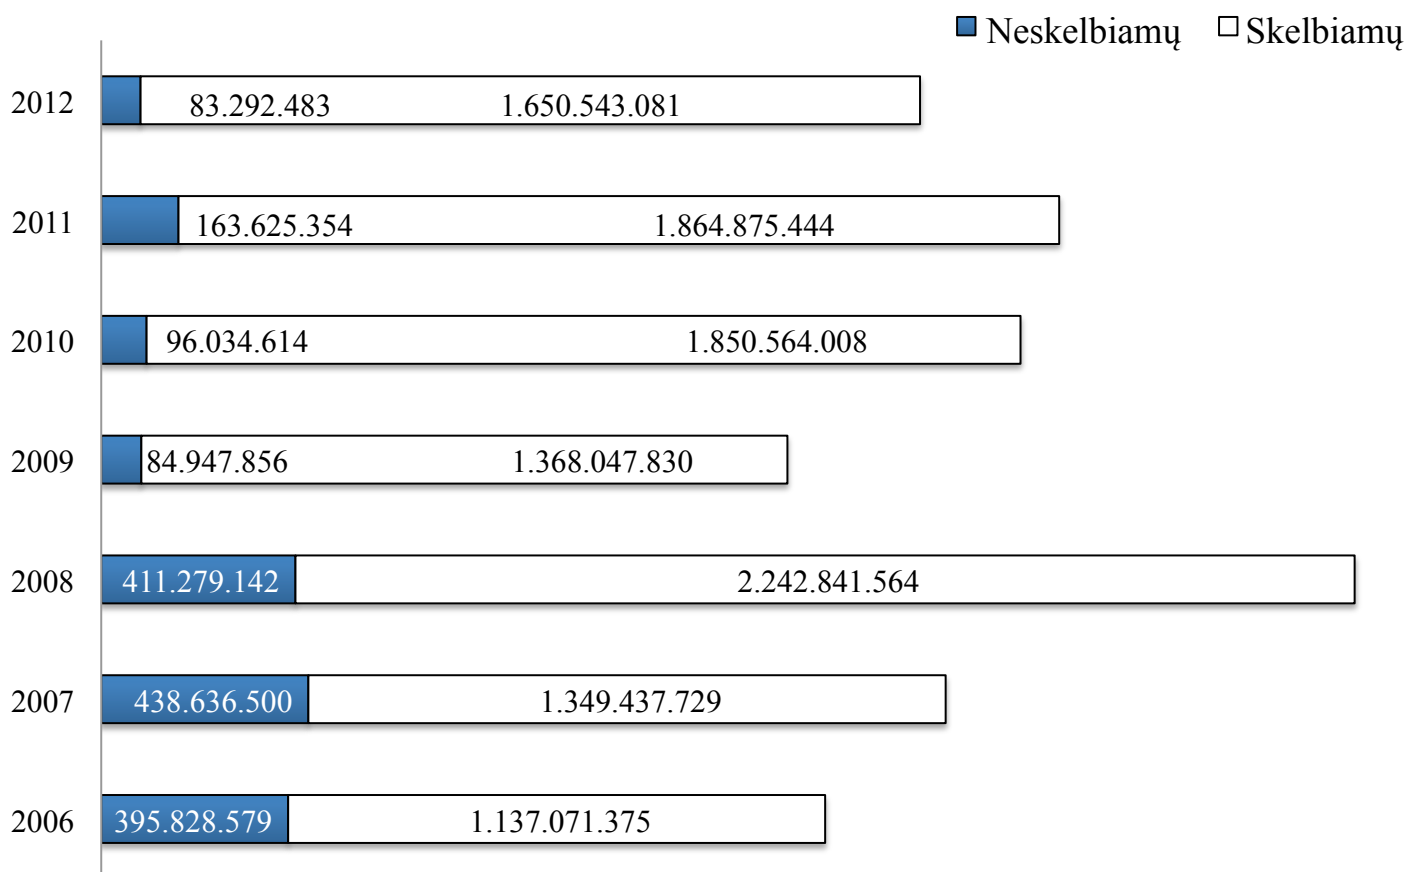 Neskelbiamų Skelbiamų
2012 83.292.483 1.650.543.081
2011 163.625.354 1.864.875.444
2010 96.034.614 1.850.564.008
2009 84.947.856 1.368.047.830
2008 411.279.142 2.242.841.564
2007 438.636.500 1.349.437.729
2006 395.828.579 1.137.071.375